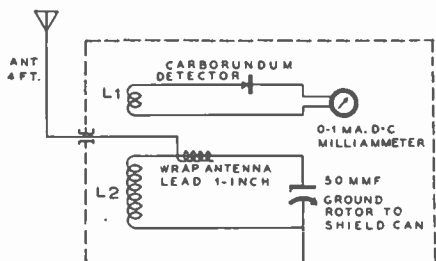 ANT
4 FT.
CARBORUNDUM
DETECTOR
L1
0-1 MA. D-C
MILLIAMMETER
WRAP ANTENNA
LEAD 1-INCH
L2
50 MMF
GROUND
ROTOR TO
SHIELD CAN